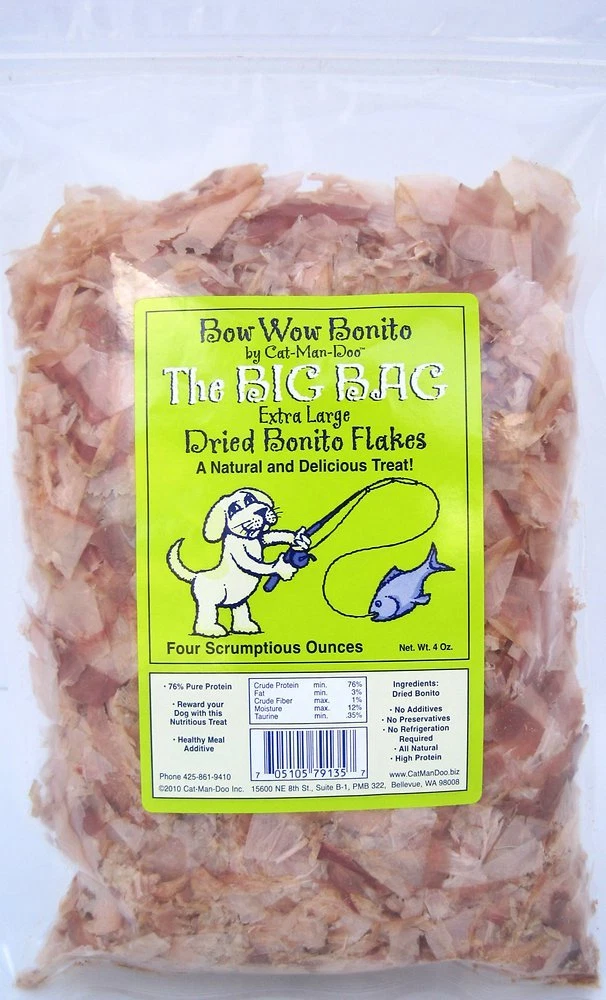 Bow Wow Bonito
by Cat-Man-Doo™
The BIG BAG
Extra Large
Dried Bonito Flakes
A Natural and Delicious Treat!
Four Scrumptious Ounces
Net. Wt. 4 Oz.
• 76% Pure Protein
• Reward your
Dog with this
Nutritious Treat
• Healthy Meal
Additive
Crude Protein min. 76%
Fat min. 3%
Crude Fiber max. 1%
Moisture max. 12%
Taurine min. .35%
7 05105 79135 7
Ingredients:
Dried Bonito
• No Additives
• No Preservatives
• No Refrigeration
Required
• All Natural
• High Protein
Phone 425-861-9410
www.CatManDoo.biz
©2010 Cat-Man-Doo Inc. 15600 NE 8th St., Suite B-1, PMB 322, Bellevue, WA 98008